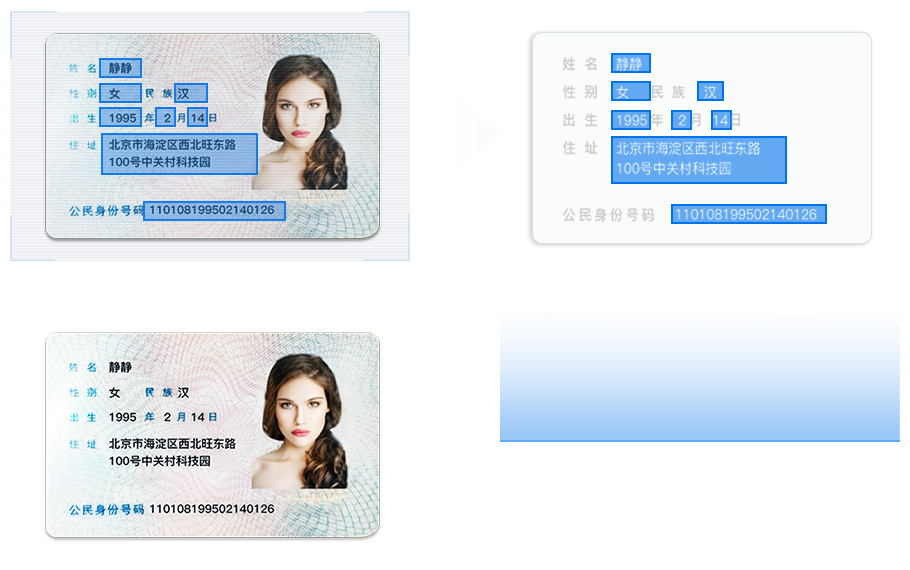 姓 名 静静
性 别 女 民 族 汉
出 生 1995 年 2 月 14 日
住 址 北京市海淀区西北旺东路
100号中关村科技园
公民身份号码 110108199502140126
姓 名 静静
性 别 女 民 族 汉
出 生 1995 年 2 月 14 日
住 址 北京市海淀区西北旺东路
100号中关村科技园
公民身份号码 110108199502140126
姓 名 静静
性 别 女 民 族 汉
出 生 1995 年 2 月 14 日
住 址 北京市海淀区西北旺东路
100号中关村科技园
公民身份号码 110108199502140126